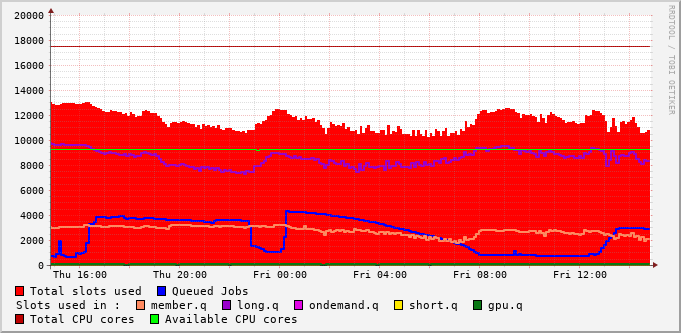 RRDTOOL / TOBI OETIKER
20000
18000
16000
14000
12000
10000
8000
6000
4000
2000
0
Thu 16:00 Thu 20:00 Fri 00:00 Fri 04:00 Fri 08:00 Fri 12:00
Total slots used Queued Jobs
Slots used in : member.q long.q ondemand.q short.q gpu.q
Total CPU cores Available CPU cores